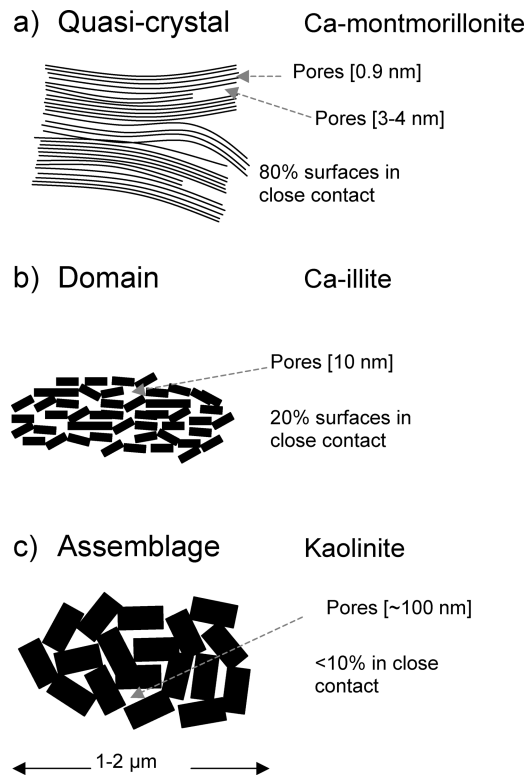 a) Quasi-crystal Ca-montmorillonite
Pores [0.9 nm]
Pores [3-4 nm]
80% surfaces in
close contact
b) Domain Ca-illite
Pores [10 nm]
20% surfaces in
close contact
c) Assemblage Kaolinite
Pores [~100 nm]
<10% in close
contact
1-2 µm